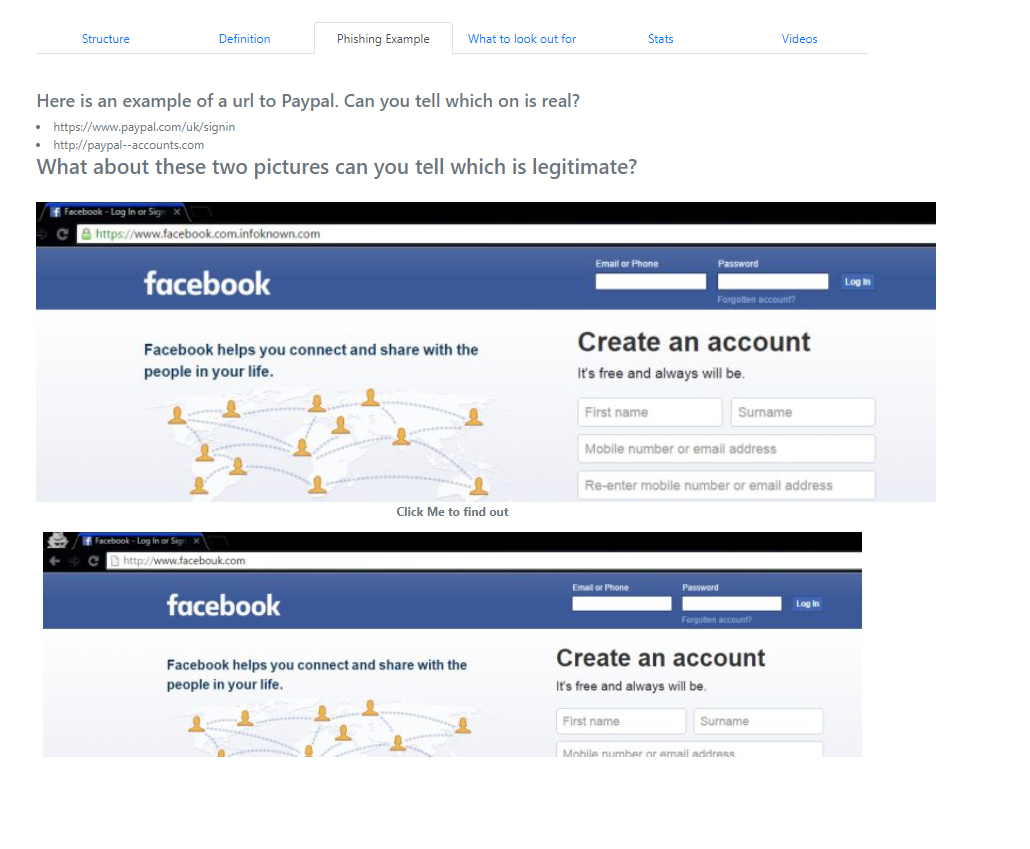 Structure Definition Phishing Example What to look out for Stats Videos
Here is an example of a url to Paypal. Can you tell which on is real?
• https://www.paypal.com/uk/signin
• http://paypal--accounts.com
What about these two pictures can you tell which is legitimate?
Facebook - Log In or Sign
https://www.facebook.com.infoknown.com
Email or Phone Password
facebook Log In
Forgotten account?
Create an account
Facebook helps you connect and share with the
people in your life.
It's free and always will be.
First name Surname
Mobile number or email address
Re-enter mobile number or email address
Click Me to find out
Facebook - Log In or Sign
http://www.facebouk.com
Email or Phone Password
facebook Log In
Forgotten account?
Create an account
Facebook helps you connect and share with the
people in your life.
It's free and always will be.
First name Surname
Mobile number or email address